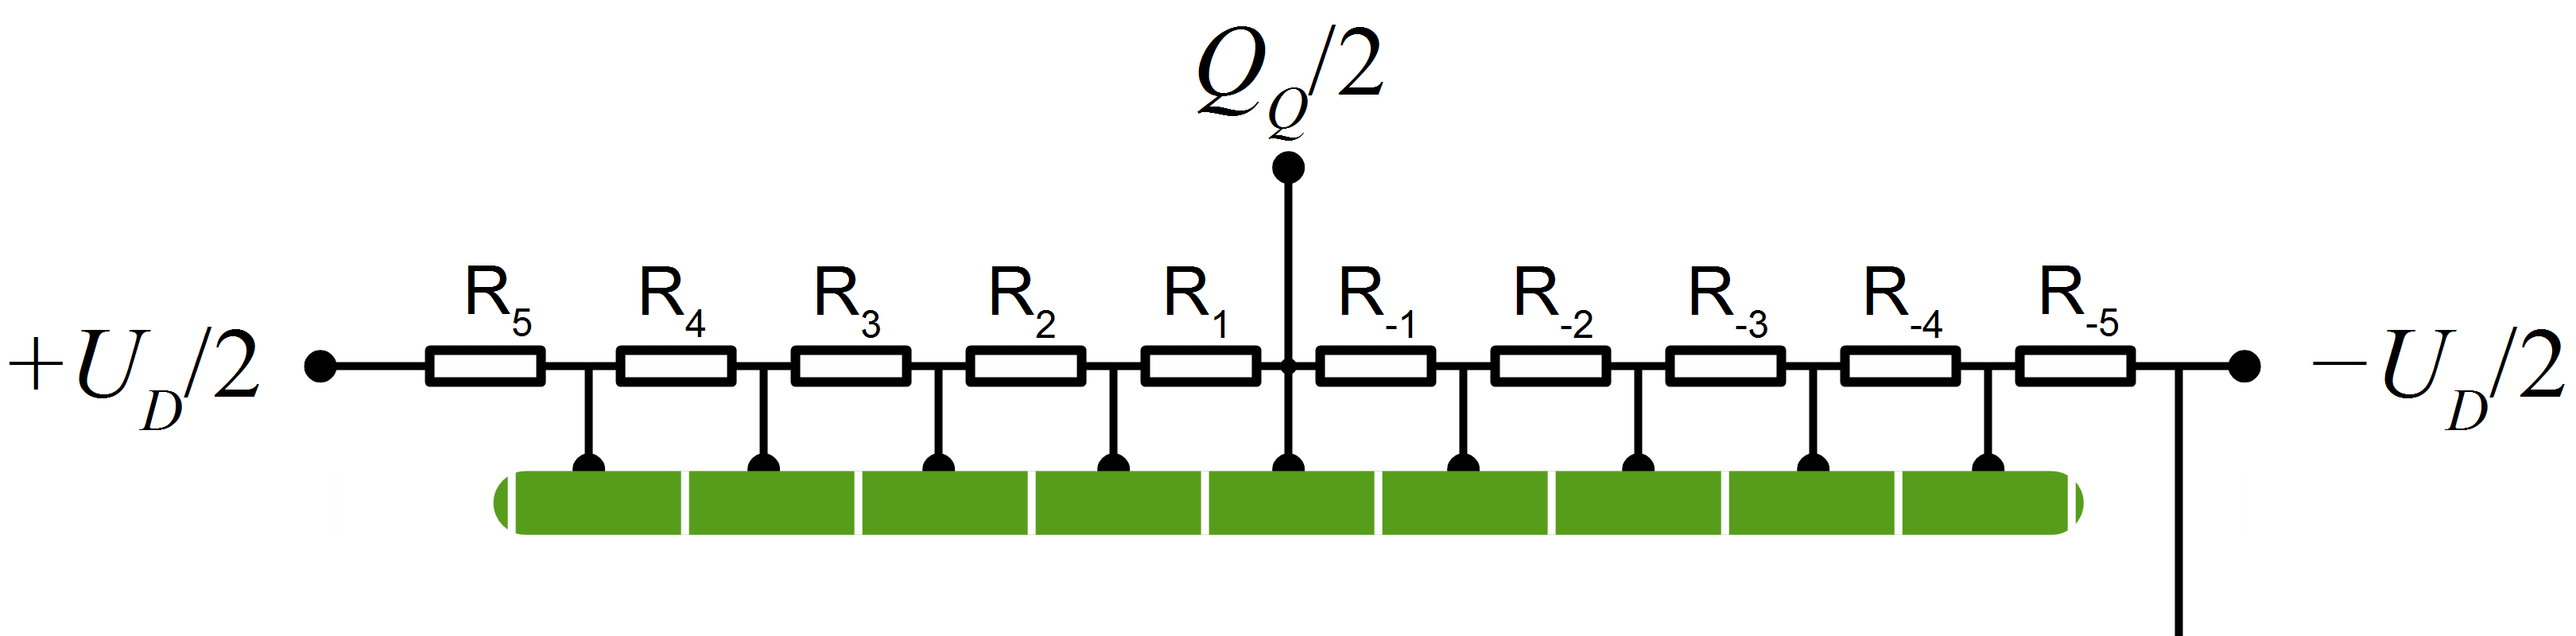 Q_Q/2
R_5 R_4 R_3 R_2 R_1 R_-1 R_-2 R_-3 R_-4 R_-5
+U_D/2 −U_D/2